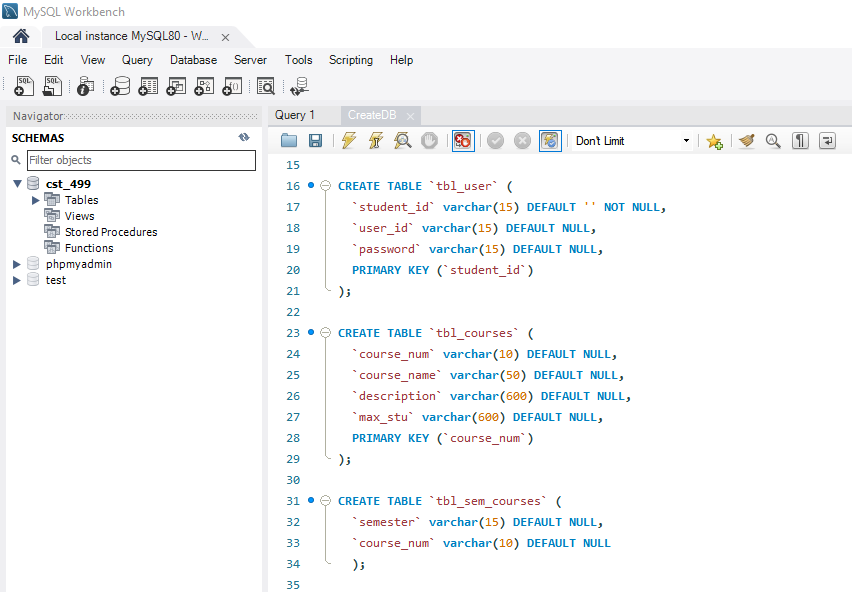 MySQL Workbench
Local instance MySQL80 - W...
File Edit View Query Database Server Tools Scripting Help
Navigator
SCHEMAS
Filter objects
cst_499
Tables
Views
Stored Procedures
Functions
phpmyadmin
test
Query 1 CreateDB
Don't Limit
15
16 CREATE TABLE `tbl_user` (
17 `student_id` varchar(15) DEFAULT '' NOT NULL,
18 `user_id` varchar(15) DEFAULT NULL,
19 `password` varchar(15) DEFAULT NULL,
20 PRIMARY KEY (`student_id`)
21 );
22
23 CREATE TABLE `tbl_courses` (
24 `course_num` varchar(10) DEFAULT NULL,
25 `course_name` varchar(50) DEFAULT NULL,
26 `description` varchar(600) DEFAULT NULL,
27 `max_stu` varchar(600) DEFAULT NULL,
28 PRIMARY KEY (`course_num`)
29 );
30
31 CREATE TABLE `tbl_sem_courses` (
32 `semester` varchar(15) DEFAULT NULL,
33 `course_num` varchar(10) DEFAULT NULL
34 );
35